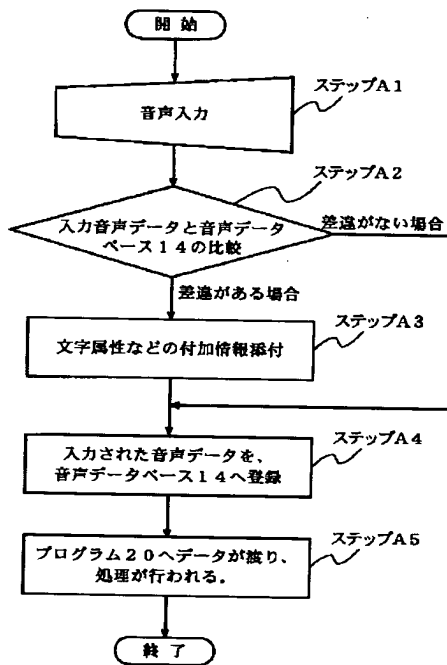 開 始
ステップA1
音声入力
ステップA2
入力音声データと音声データ
ベース14の比較
差違がない場合
差違がある場合
ステップA3
文字属性などの付加情報添付
ステップA4
入力された音声データを、
音声データベース14へ登録
ステップA5
プログラム20へデータが渡り、
処理が行われる。
終 了